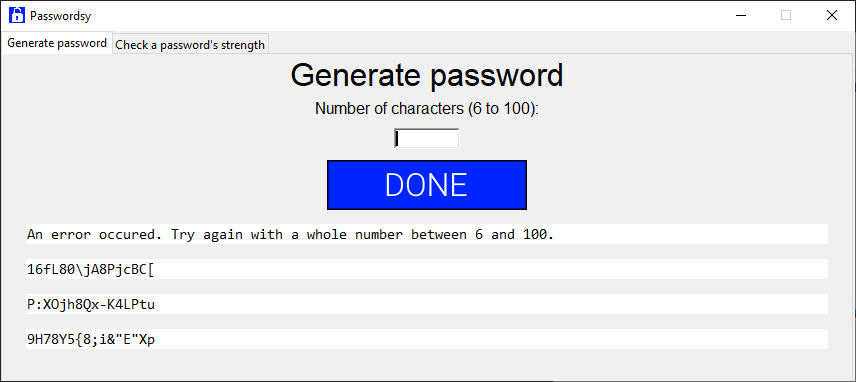 Passwordsy
Generate password
Check a password's strength
Generate password
Number of characters (6 to 100):
DONE
An error occured. Try again with a whole number between 6 and 100.
16fL80\jA8PjcBC[
P:XOjh8Qx-K4LPtu
9H78Y5{8;i&"E"Xp